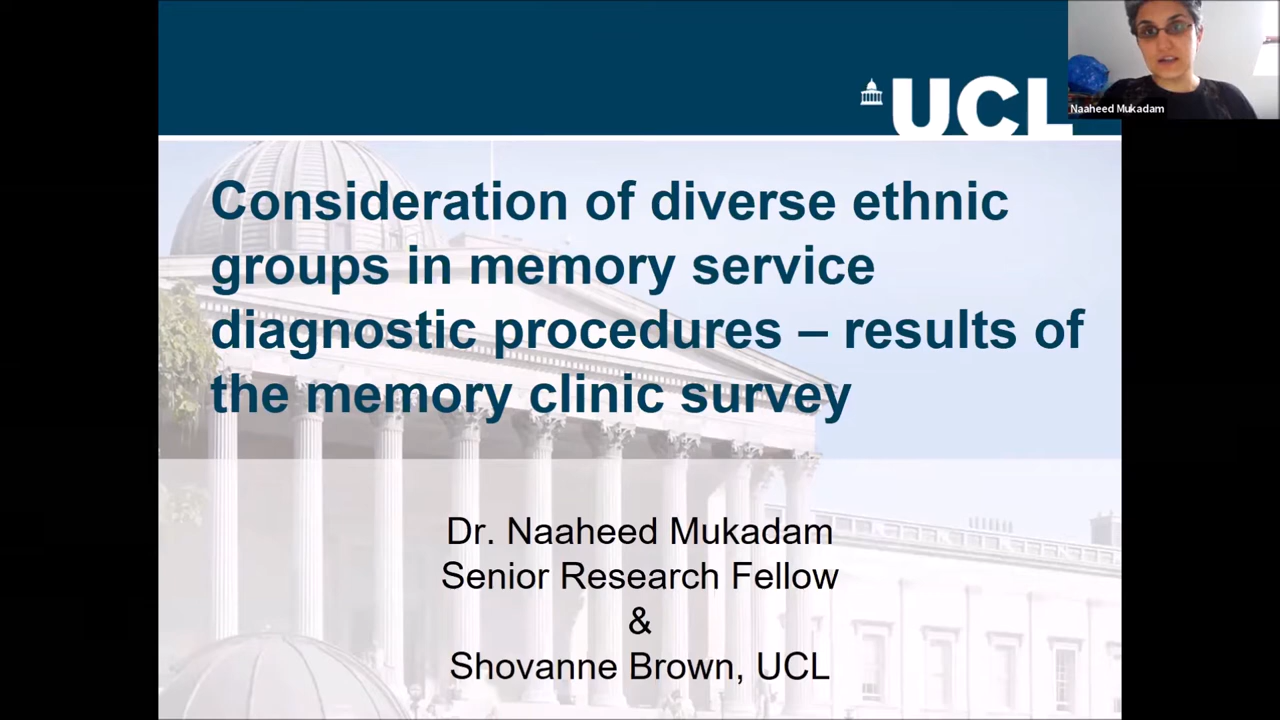 UCL
Naaheed Mukadam
Consideration of diverse ethnic
groups in memory service
diagnostic procedures – results of
the memory clinic survey
Dr. Naaheed Mukadam
Senior Research Fellow
&
Shovanne Brown, UCL